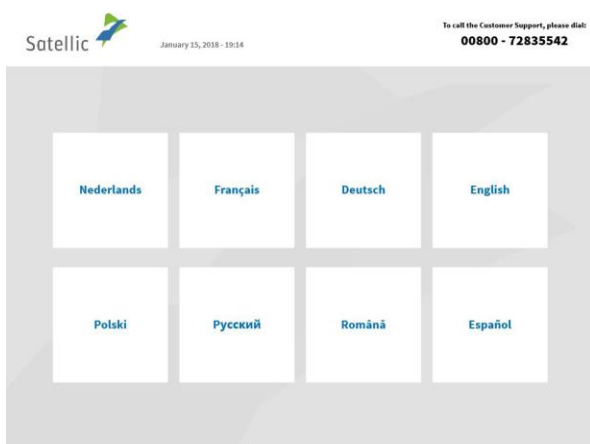 To call the Customer Support, please dial:
Satellic
January 15, 2018 - 19:14
00800 - 72835542
Nederlands
Français
Deutsch
English
Polski
Русский
Română
Español